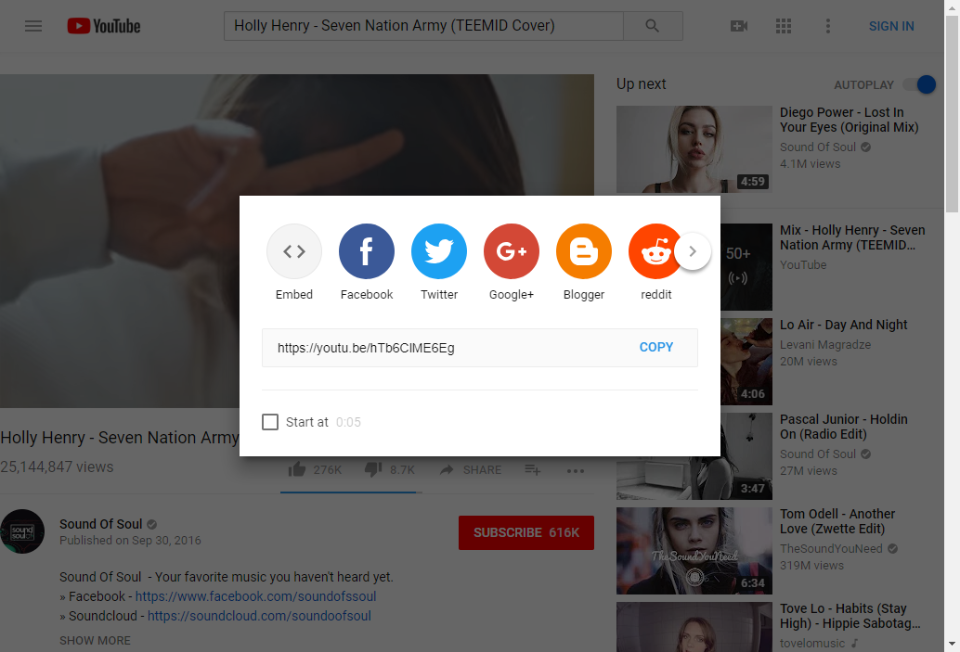 YouTube
Holly Henry - Seven Nation Army (TEEMID Cover)
SIGN IN
Up next
AUTOPLAY
Diego Power - Lost In
Your Eyes (Original Mix)
Sound Of Soul
4.1M views
4:59
Mix - Holly Henry - Seven
Nation Army (TEEMID...
YouTube
50+
Lo Air - Day And Night
Levani Magradze
20M views
4:06
Pascal Junior - Holdin
On (Radio Edit)
Sound Of Soul
27M views
3:47
Tom Odell - Another
Love (Zwette Edit)
TheSoundYouNeed
319M views
TheSoundYouNeed
6:34
Tove Lo - Habits (Stay
High) - Hippie Sabotag...
tovelomusic
Embed
Facebook
Twitter
G+
Google+
Blogger
reddit
https://youtu.be/hTb6ClME6Eg
COPY
Start at 0:05
Holly Henry - Seven Nation Army
25,144,847 views
276K
8.7K
SHARE
sound of soul
Sound Of Soul
Published on Sep 30, 2016
SUBSCRIBE 616K
Sound Of Soul - Your favorite music you haven't heard yet.
» Facebook - https://www.facebook.com/soundofssoul
» Soundcloud - https://soundcloud.com/soundoofsoul
SHOW MORE